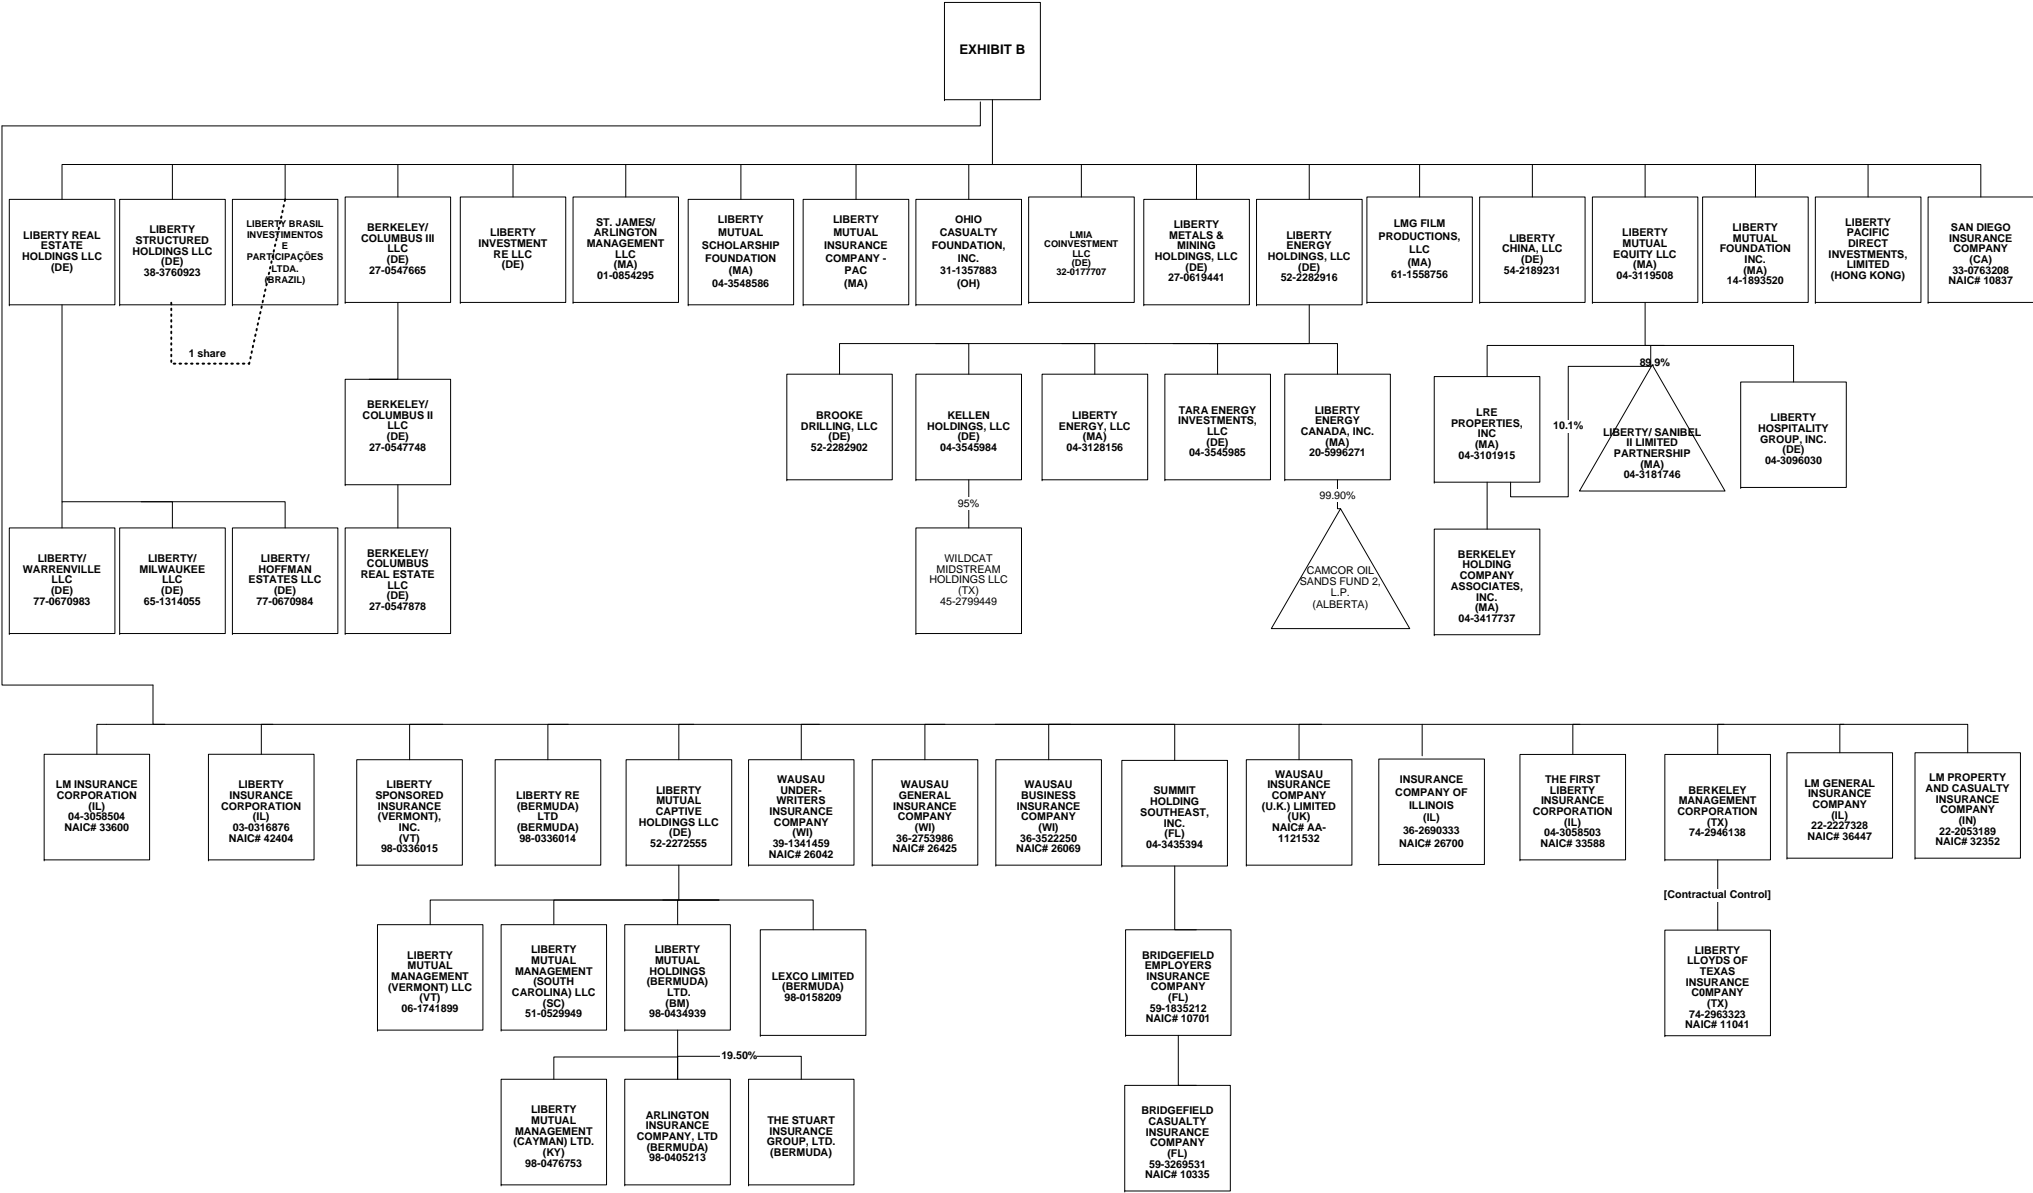 EXHIBIT B
LIBERTY REAL
ESTATE
HOLDINGS LLC
(DE)
LIBERTY
STRUCTURED
HOLDINGS LLC
(DE)
38-3760923
LIBERTY BRASIL
INVESTIMENTOS
E
PARTICIPAÇÕES
LTDA.
(BRAZIL)
BERKELEY/
COLUMBUS III
LLC
(DE)
27-0547665
LIBERTY
INVESTMENT
RE LLC
(DE)
ST. JAMES/
ARLINGTON
MANAGEMENT
LLC
(MA)
01-0854295
LIBERTY
MUTUAL
SCHOLARSHIP
FOUNDATION
(MA)
04-3548586
LIBERTY
MUTUAL
INSURANCE
COMPANY -
PAC
(MA)
OHIO
CASUALTY
FOUNDATION,
INC.
31-1357883
(OH)
LMIA
COINVESTMENT
LLC
(DE)
32-0177707
LIBERTY
METALS &
MINING
HOLDINGS, LLC
(DE)
27-0619441
LIBERTY
ENERGY
HOLDINGS, LLC
(DE)
52-2282916
LMG FILM
PRODUCTIONS,
LLC
(MA)
61-1558756
LIBERTY
CHINA, LLC
(DE)
54-2189231
LIBERTY
MUTUAL
EQUITY LLC
(MA)
04-3119508
LIBERTY
MUTUAL
FOUNDATION
INC.
(MA)
14-1893520
LIBERTY
PACIFIC
DIRECT
INVESTMENTS,
LIMITED
(HONG KONG)
SAN DIEGO
INSURANCE
COMPANY
(CA)
33-0763208
NAIC# 10837
1 share
BERKELEY/
COLUMBUS II
LLC
(DE)
27-0547748
BROOKE
DRILLING, LLC
(DE)
52-2282902
KELLEN
HOLDINGS, LLC
(DE)
04-3545984
LIBERTY
ENERGY, LLC
(MA)
04-3128156
TARA ENERGY
INVESTMENTS,
LLC
(DE)
04-3545985
LIBERTY
ENERGY
CANADA, INC.
(MA)
20-5996271
LRE
PROPERTIES,
INC
(MA)
04-3101915
10.1%
89.9%
LIBERTY/ SANIBEL
II LIMITED
PARTNERSHIP
(MA)
04-3181746
LIBERTY
HOSPITALITY
GROUP, INC.
(DE)
04-3096030
95%
99.90%
LIBERTY/
WARRENVILLE
LLC
(DE)
77-0670983
LIBERTY/
MILWAUKEE
LLC
(DE)
65-1314055
LIBERTY/
HOFFMAN
ESTATES LLC
(DE)
77-0670984
BERKELEY/
COLUMBUS
REAL ESTATE
LLC
(DE)
27-0547878
WILDCAT
MIDSTREAM
HOLDINGS LLC
(TX)
45-2799449
CAMCOR OIL
SANDS FUND 2,
L.P.
(ALBERTA)
BERKELEY
HOLDING
COMPANY
ASSOCIATES,
INC.
(MA)
04-3417737
LM INSURANCE
CORPORATION
(IL)
04-3058504
NAIC# 33600
LIBERTY
INSURANCE
CORPORATION
(IL)
03-0316876
NAIC# 42404
LIBERTY
SPONSORED
INSURANCE
(VERMONT),
INC.
(VT)
98-0336015
LIBERTY RE
(BERMUDA)
LTD
(BERMUDA)
98-0336014
LIBERTY
MUTUAL
CAPTIVE
HOLDINGS LLC
(DE)
52-2272555
WAUSAU
UNDER-
WRITERS
INSURANCE
COMPANY
(WI)
39-1341459
NAIC# 26042
WAUSAU
GENERAL
INSURANCE
COMPANY
(WI)
36-2753986
NAIC# 26425
WAUSAU
BUSINESS
INSURANCE
COMPANY
(WI)
36-3522250
NAIC# 26069
SUMMIT
HOLDING
SOUTHEAST,
INC.
(FL)
04-3435394
WAUSAU
INSURANCE
COMPANY
(U.K.) LIMITED
(UK)
NAIC# AA-
1121532
INSURANCE
COMPANY OF
ILLINOIS
(IL)
36-2690333
NAIC# 26700
THE FIRST
LIBERTY
INSURANCE
CORPORATION
(IL)
04-3058503
NAIC# 33588
BERKELEY
MANAGEMENT
CORPORATION
(TX)
74-2946138
LM GENERAL
INSURANCE
COMPANY
(IL)
22-2227328
NAIC# 36447
LM PROPERTY
AND CASUALTY
INSURANCE
COMPANY
(IN)
22-2053189
NAIC# 32352
[Contractual Control]
LIBERTY
MUTUAL
MANAGEMENT
(VERMONT) LLC
(VT)
06-1741899
LIBERTY
MUTUAL
MANAGEMENT
(SOUTH
CAROLINA) LLC
(SC)
51-0529949
LIBERTY
MUTUAL
HOLDINGS
(BERMUDA)
LTD.
(BM)
98-0434939
LEXCO LIMITED
(BERMUDA)
98-0158209
BRIDGEFIELD
EMPLOYERS
INSURANCE
COMPANY
(FL)
59-1835212
NAIC# 10701
LIBERTY
LLOYDS OF
TEXAS
INSURANCE
C0MPANY
(TX)
74-2963323
NAIC# 11041
19.50%
LIBERTY
MUTUAL
MANAGEMENT
(CAYMAN) LTD.
(KY)
98-0476753
ARLINGTON
INSURANCE
COMPANY, LTD
(BERMUDA)
98-0405213
THE STUART
INSURANCE
GROUP, LTD.
(BERMUDA)
BRIDGEFIELD
CASUALTY
INSURANCE
COMPANY
(FL)
59-3269531
NAIC# 10335